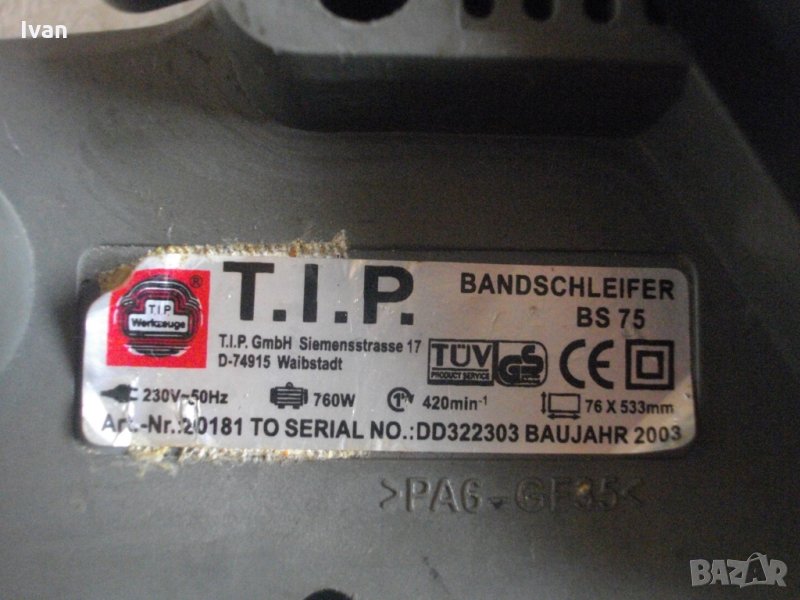 Ivan
T.I.P.
Werkzeuge
®
T.I.P.
BANDSCHLEIFER
BS 75
T.I.P. GmbH Siemensstrasse 17
D-74915 Waibstadt
TÜV
PRODUCT SERVICE
GS
CE
230V~50Hz 760W 420min⁻¹ 76 X 533mm
Art.-Nr.:20181 TO SERIAL NO.:DD322303 BAUJAHR 2003
>PA6-GF35<
BAZAR